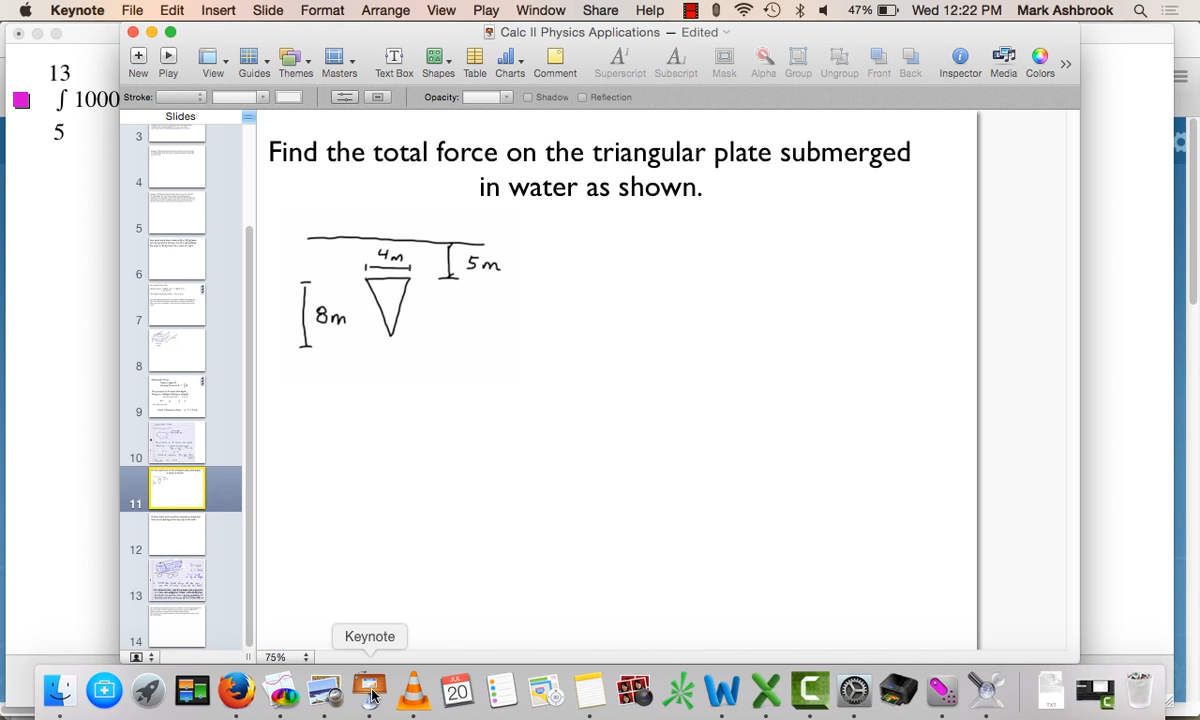 Keynote File Edit Insert Slide Format Arrange View Play Window Share Help 47% Wed 12:22 PM Mark Ashbrook
Calc II Physics Applications — Edited
New Play View Guides Themes Masters Text Box Shapes Table Charts Comment Superscript Subscript Mask Alpha Group Ungroup Front Back Inspector Media Colors
Stroke: Opacity: Shadow Reflection
13
∫ 1000
5
Slides
3
4
5
6
7
8
9
10
11
12
13
14
Find the total force on the triangular plate submerged
in water as shown.
4m
5m
8m
75%
Keynote
JUL
20
TXT